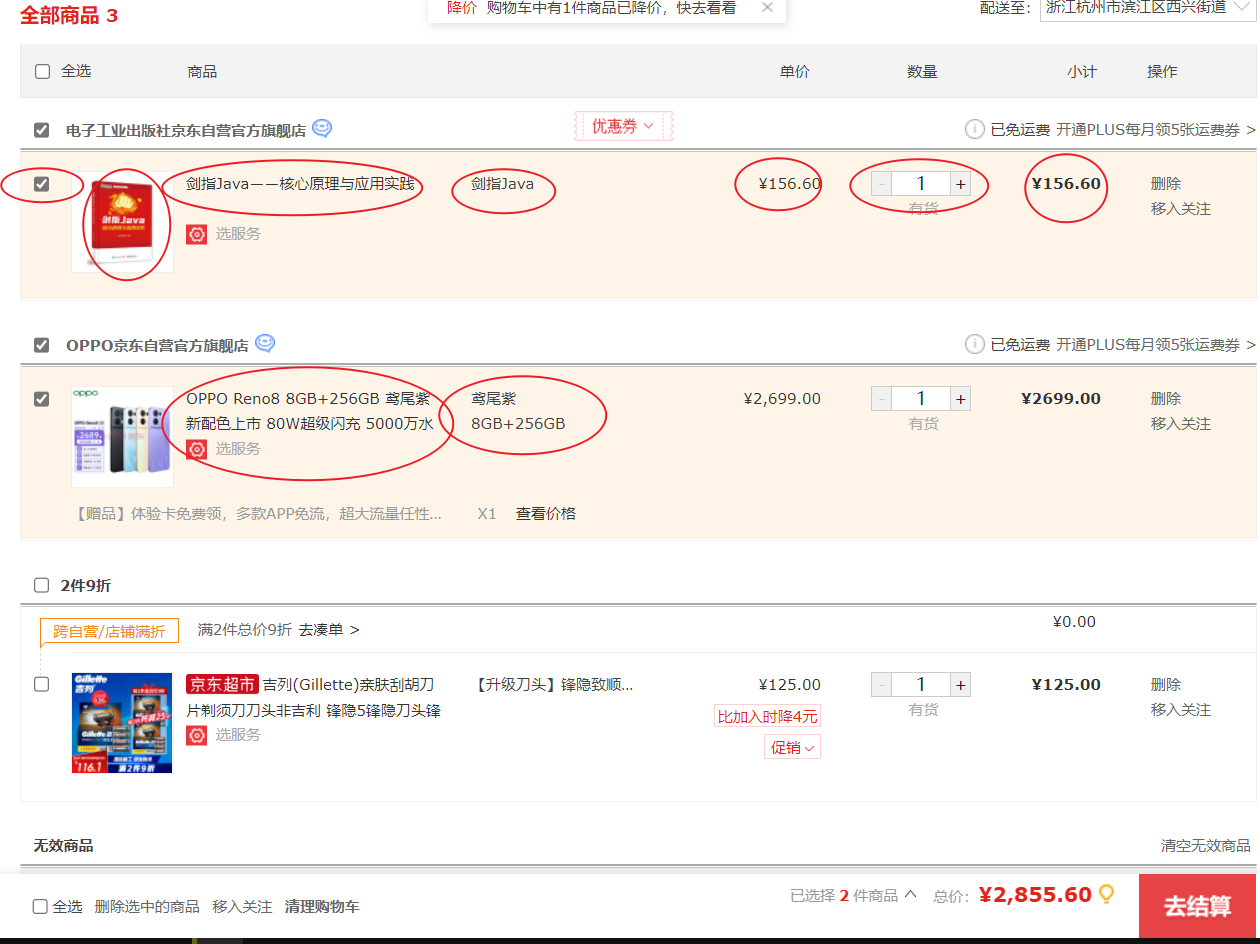 全部商品 3
降价 购物车中有1件商品已降价，快去看看 ×
配送至： 浙江杭州市滨江区西兴街道
全选 商品 单价 数量 小计 操作
电子工业出版社京东自营官方旗舰店 优惠券 已免运费 开通PLUS每月领5张运费券 >
剑指Java——核心原理与应用实践 剑指Java ¥156.60 - 1 + ¥156.60 删除
有货 移入关注
剑指Java
选服务
OPPO京东自营官方旗舰店 已免运费 开通PLUS每月领5张运费券 >
oppo
OPPO Reno8 8GB+256GB 鸢尾紫 鸢尾紫 ¥2,699.00 - 1 + ¥2699.00 删除
新配色上市 80W超级闪充 5000万水 8GB+256GB 有货 移入关注
2689
选服务
【赠品】体验卡免费领，多款APP免流，超大流量任性... X1 查看价格
2件9折
跨自营/店铺满折 满2件总价9折 去凑单 > ¥0.00
Gillette
吉列
京东超市 吉列(Gillette)亲肤刮胡刀 【升级刀头】锋隐致顺... ¥125.00 - 1 + ¥125.00 删除
片剃须刀刀头非吉利 锋隐5锋隐刀头锋 比加入时降4元 有货 移入关注
选服务 促销
116.1 满2件9折
无效商品 清空无效商品
全选 删除选中的商品 移入关注 清理购物车 已选择 2 件商品 总价： ¥2,855.60 去结算